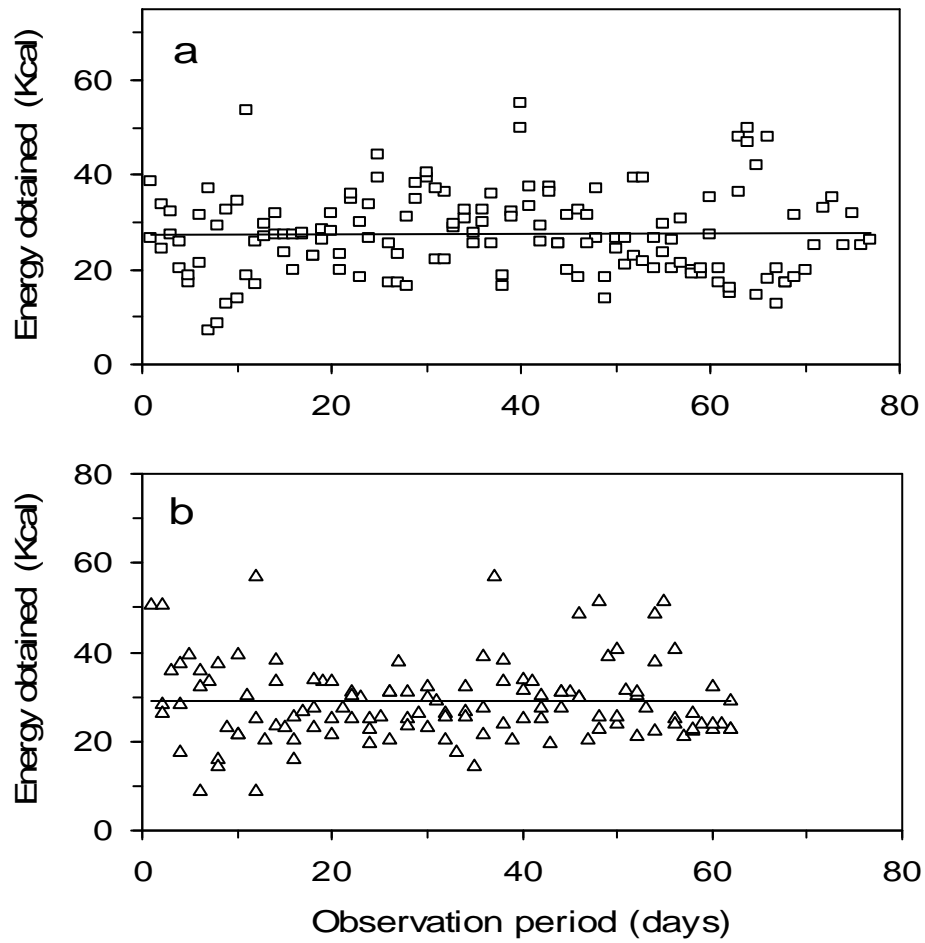 a
Energy obtained (Kcal)
60
40
20
0
0 20 40 60 80
b
Energy obtained (Kcal)
80
60
40
20
0
0 20 40 60 80
Observation period (days)